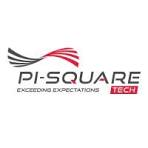 PI-SQUARE
EXCEEDING EXPECTATIONS TECH